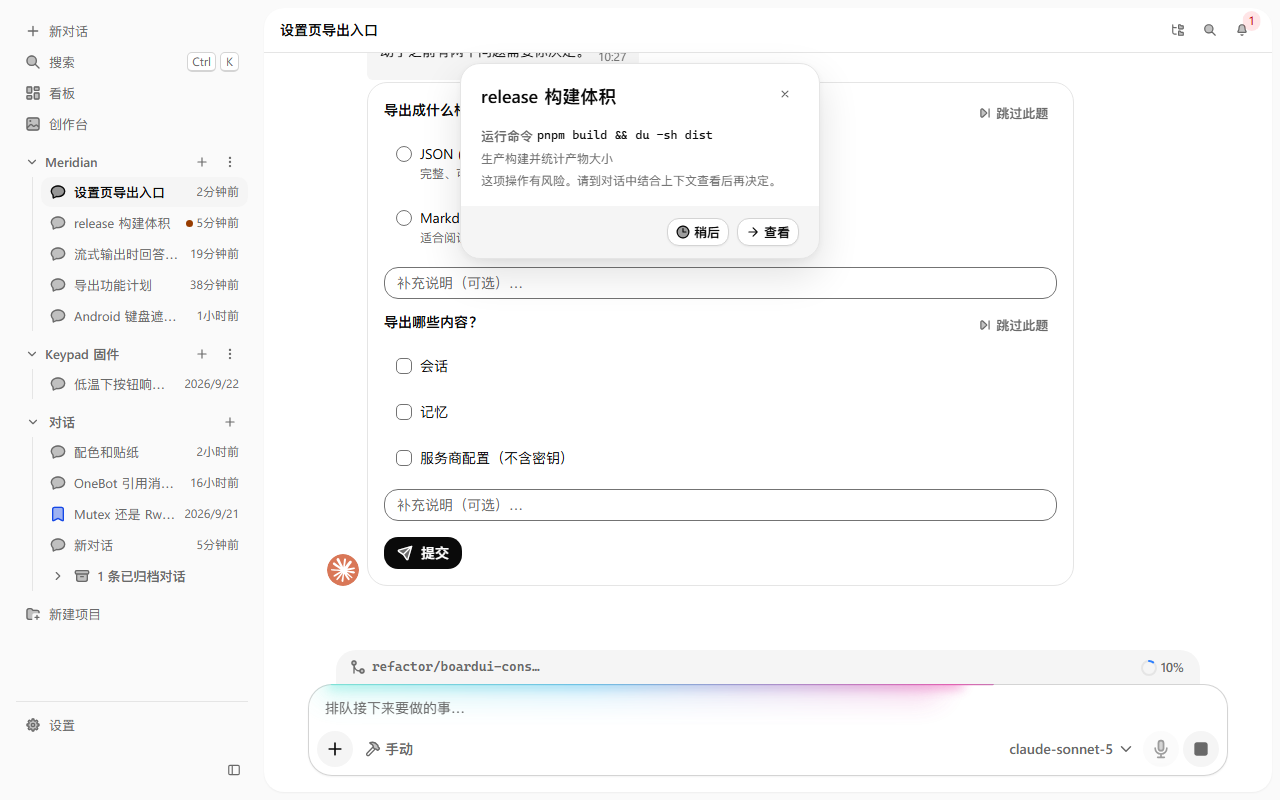 新对话
搜索 Ctrl K
看板
创作台
Meridian
设置页导出入口 2分钟前
release 构建体积 5分钟前
流式输出时回答… 19分钟前
导出功能计划 38分钟前
Android 键盘遮… 1小时前
Keypad 固件
低温下按钮响… 2026/9/22
对话
配色和贴纸 2小时前
OneBot 引用消… 16小时前
Mutex 还是 Rw… 2026/9/21
新对话 5分钟前
1 条已归档对话
新建项目
设置
设置页导出入口
1
10:27
导出成什么
跳过此题
JSON
完整、
Markd
适合阅
补充说明（可选）…
导出哪些内容？
跳过此题
会话
记忆
服务商配置（不含密钥）
补充说明（可选）…
提交
release 构建体积
运行命令 pnpm build && du -sh dist
生产构建并统计产物大小
这项操作有风险。请到对话中结合上下文查看后再决定。
稍后 查看
refactor/boardui-cons…
10%
排队接下来要做的事…
手动
claude-sonnet-5